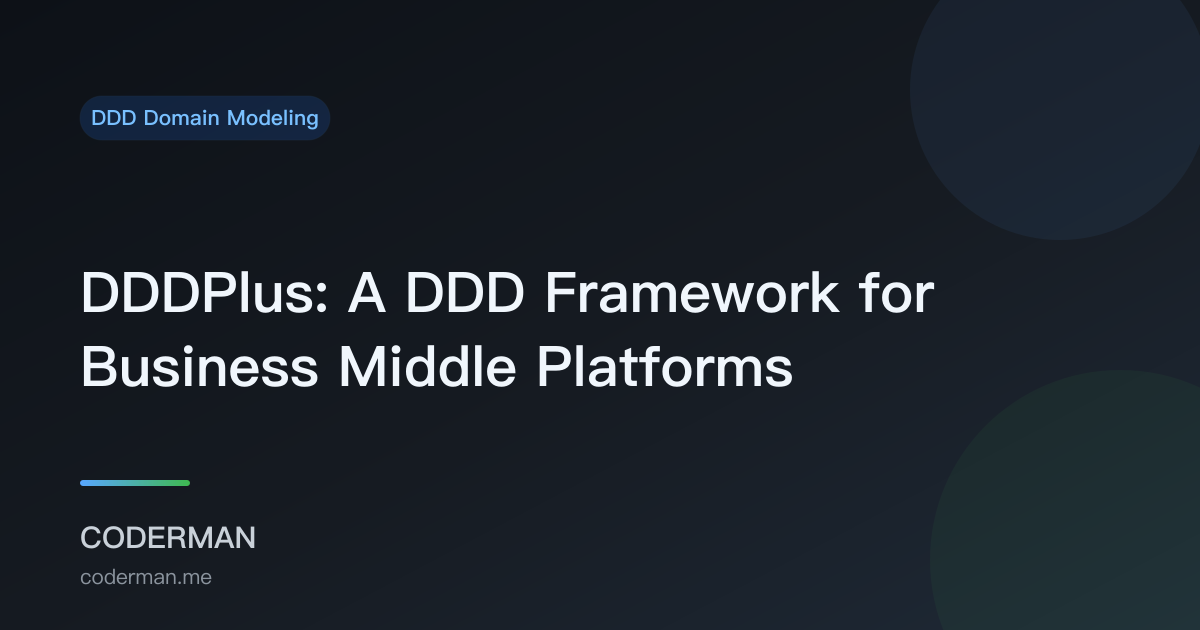 DDD Domain Modeling
DDDPlus: A DDD Framework for
Business Middle Platforms
CODERMAN
coderman.me